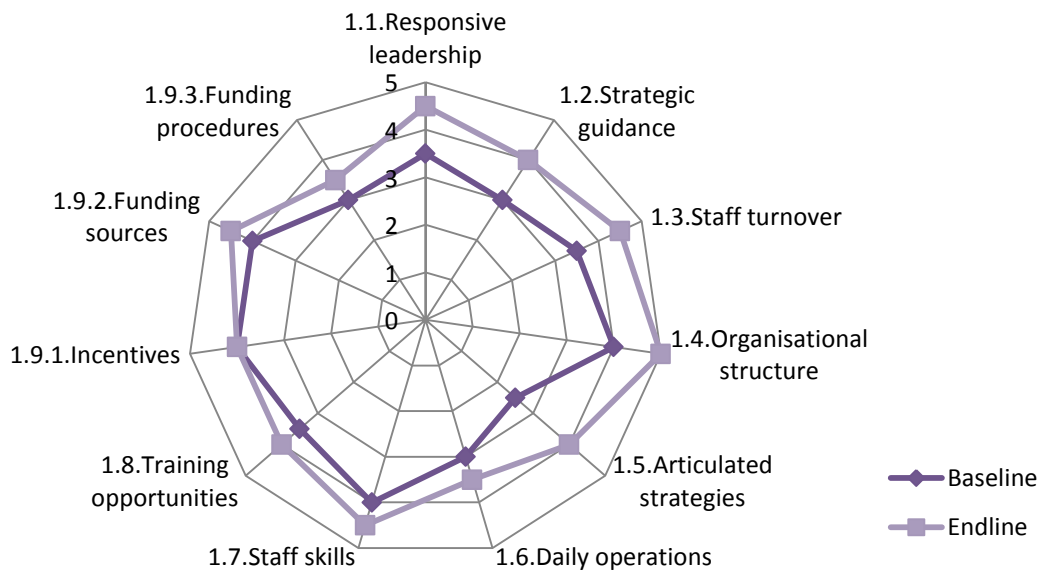 1.1.Responsive
leadership
1.2.Strategic
guidance
1.3.Staff turnover
1.4.Organisational
structure
1.5.Articulated
strategies
1.6.Daily operations
1.7.Staff skills
1.8.Training
opportunities
1.9.1.Incentives
1.9.2.Funding
sources
1.9.3.Funding
procedures
5
4
3
2
1
0
Baseline
Endline